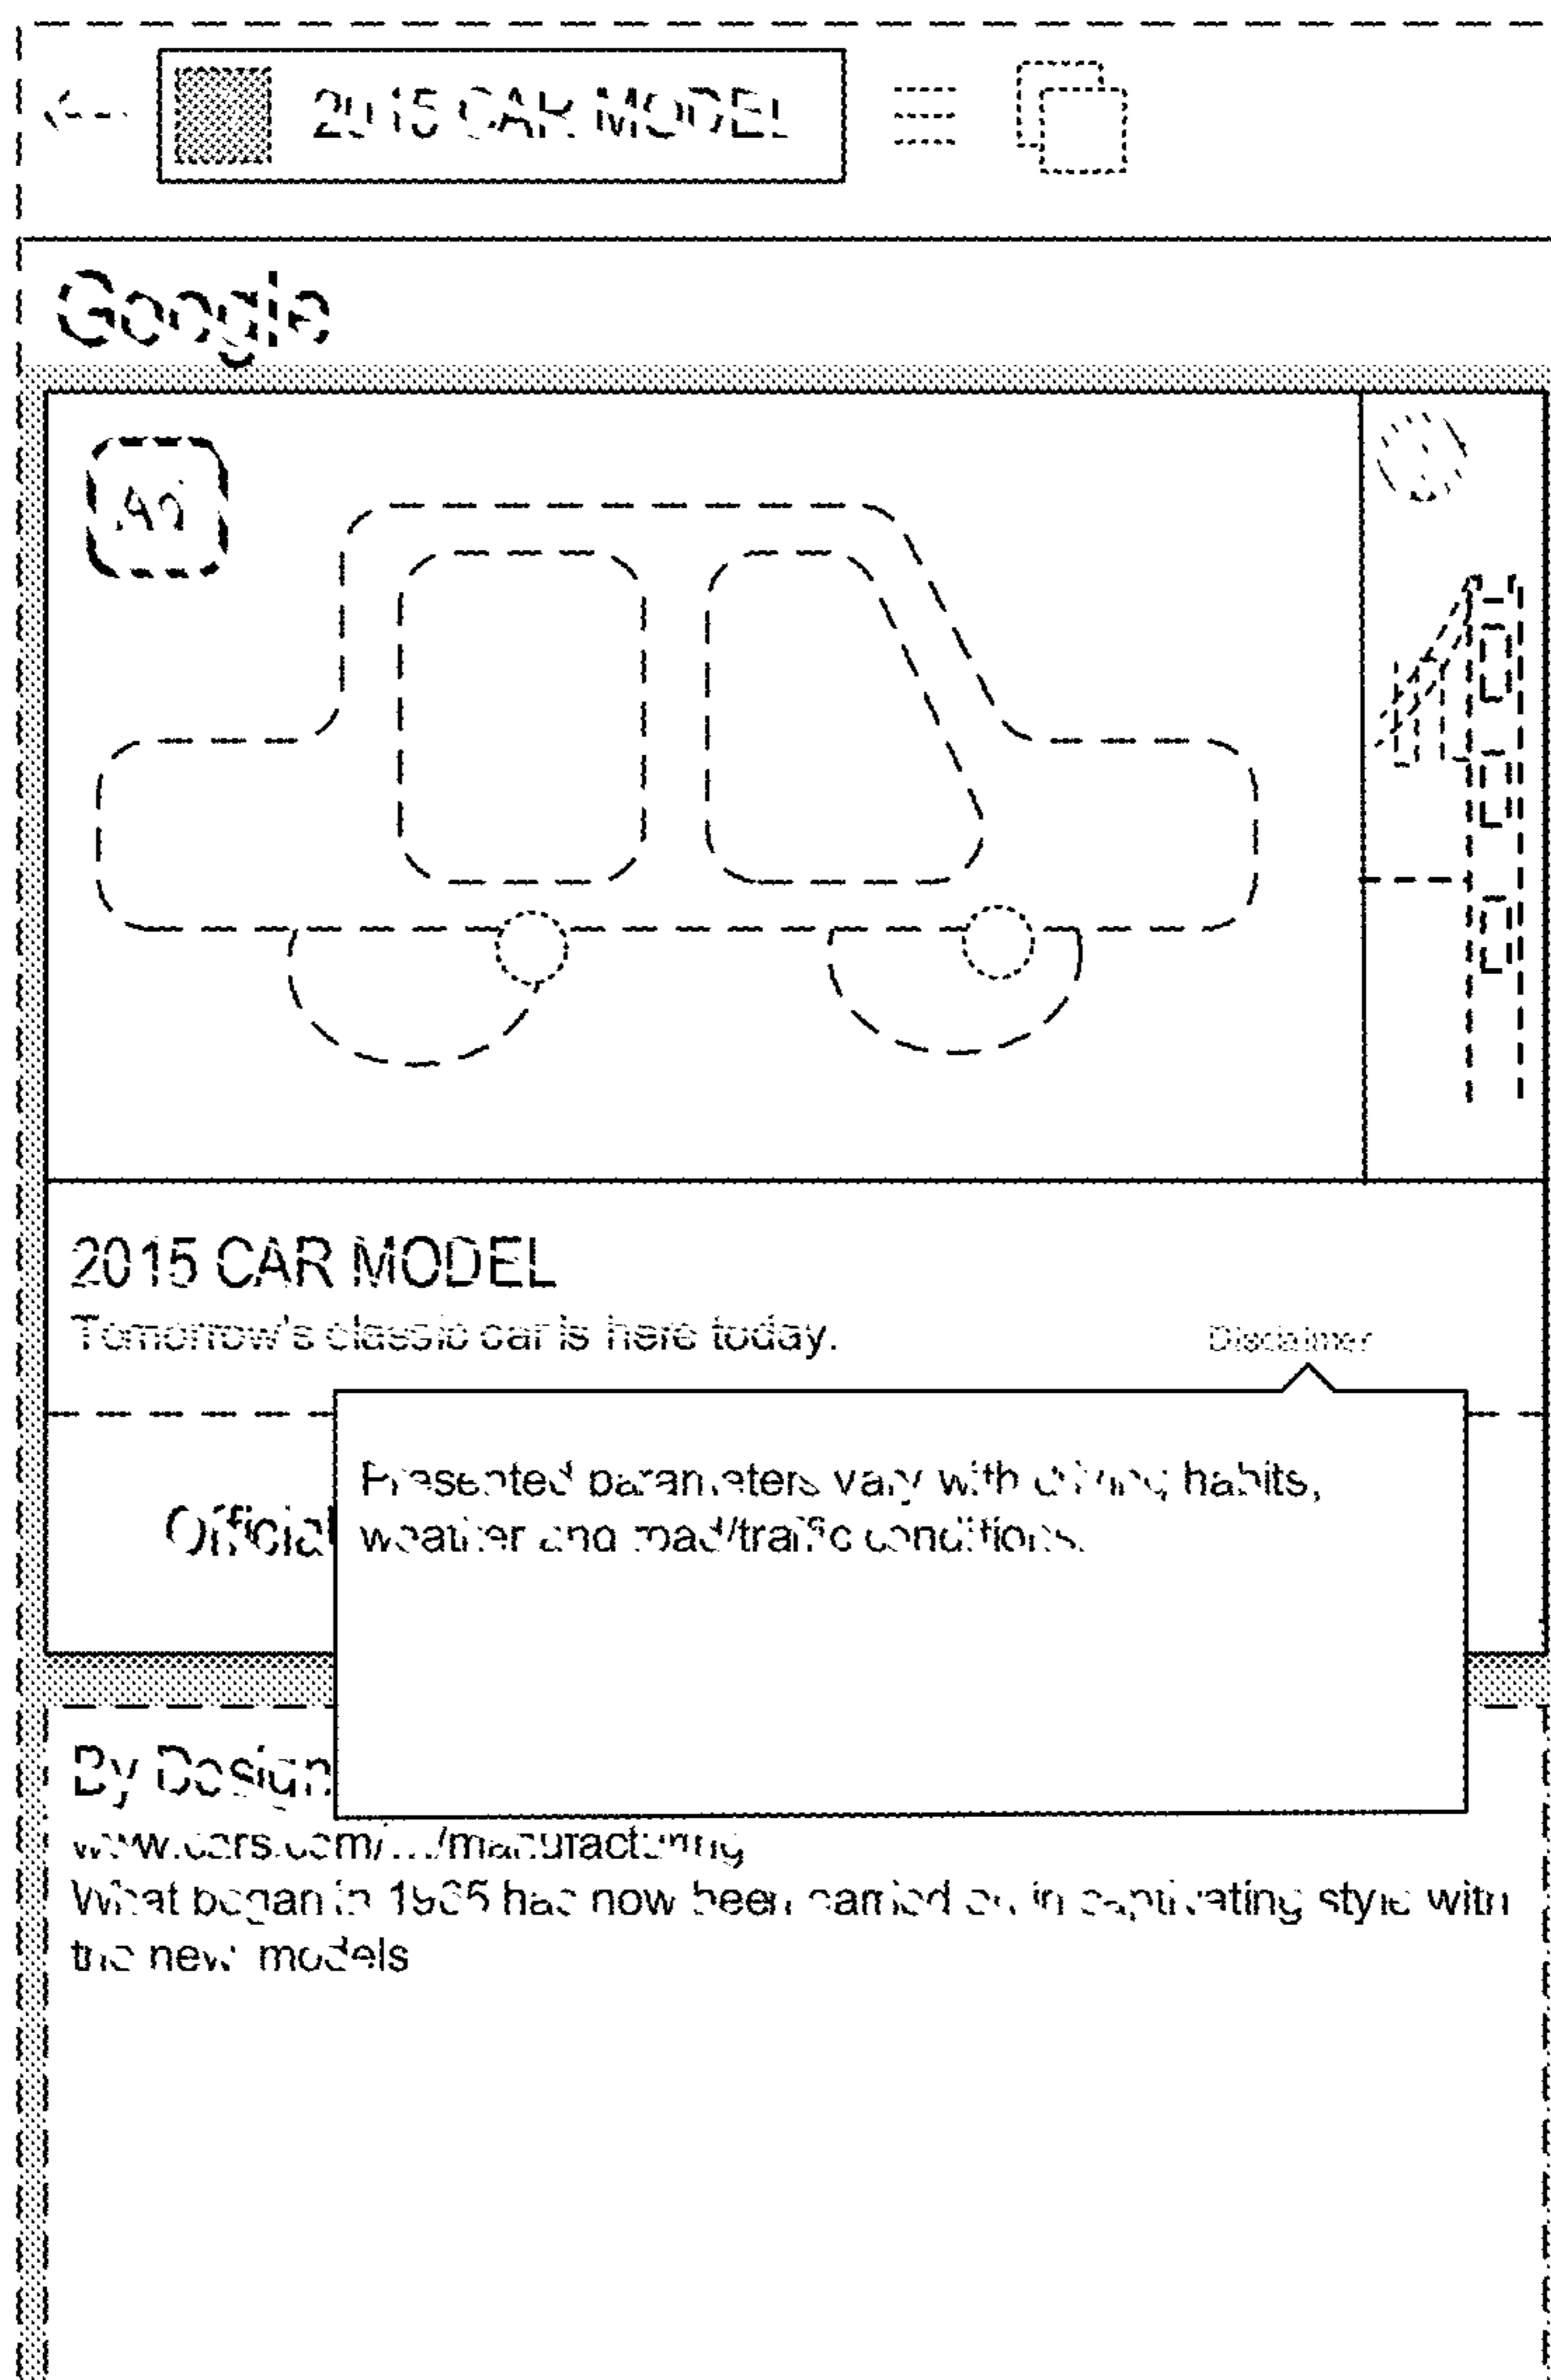 2015 CAR MODEL
Google
Ad
2015 CAR MODEL
Tomorrow's classic car is here today.
Disclaimer
Presented parameters vary with driving habits,
weather and road/traffic conditions.
Official
By Design
www.cars.com/.../manufacturing
What began in 1965 has now been carried on in captivating style with
the new models